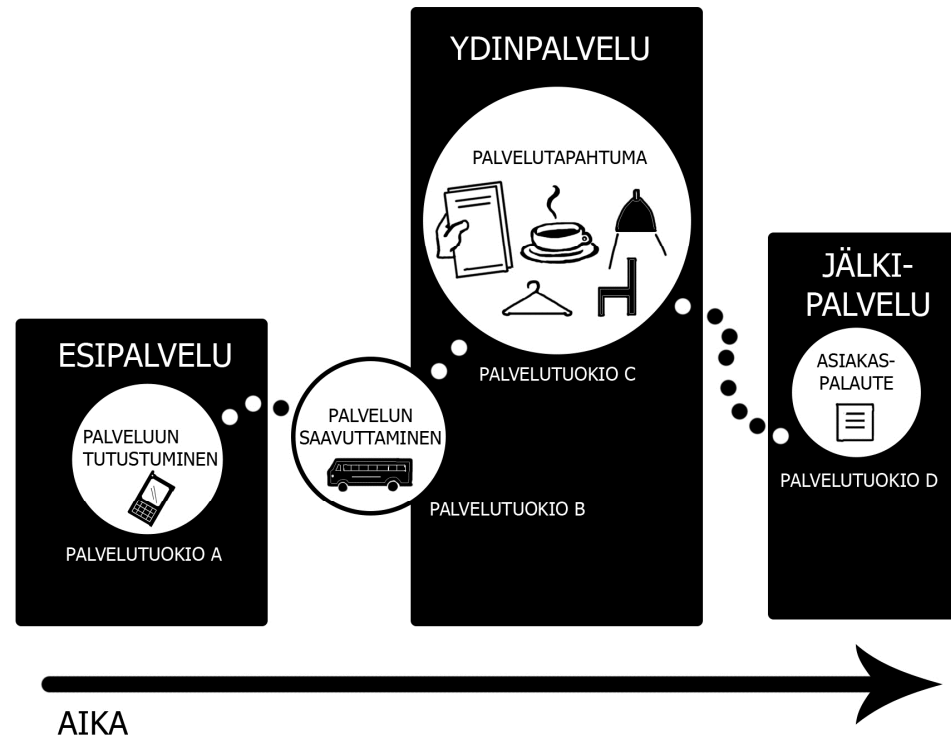 ESIPALVELU
PALVELUUN
TUTUSTUMINEN
PALVELUTUOKIO A
PALVELUN
SAAVUTTAMINEN
PALVELUTUOKIO B
YDINPALVELU
PALVELUTAPAHTUMA
PALVELUTUOKIO C
JÄLKI-
PALVELU
ASIAKAS-
PALAUTE
PALVELUTUOKIO D
AIKA